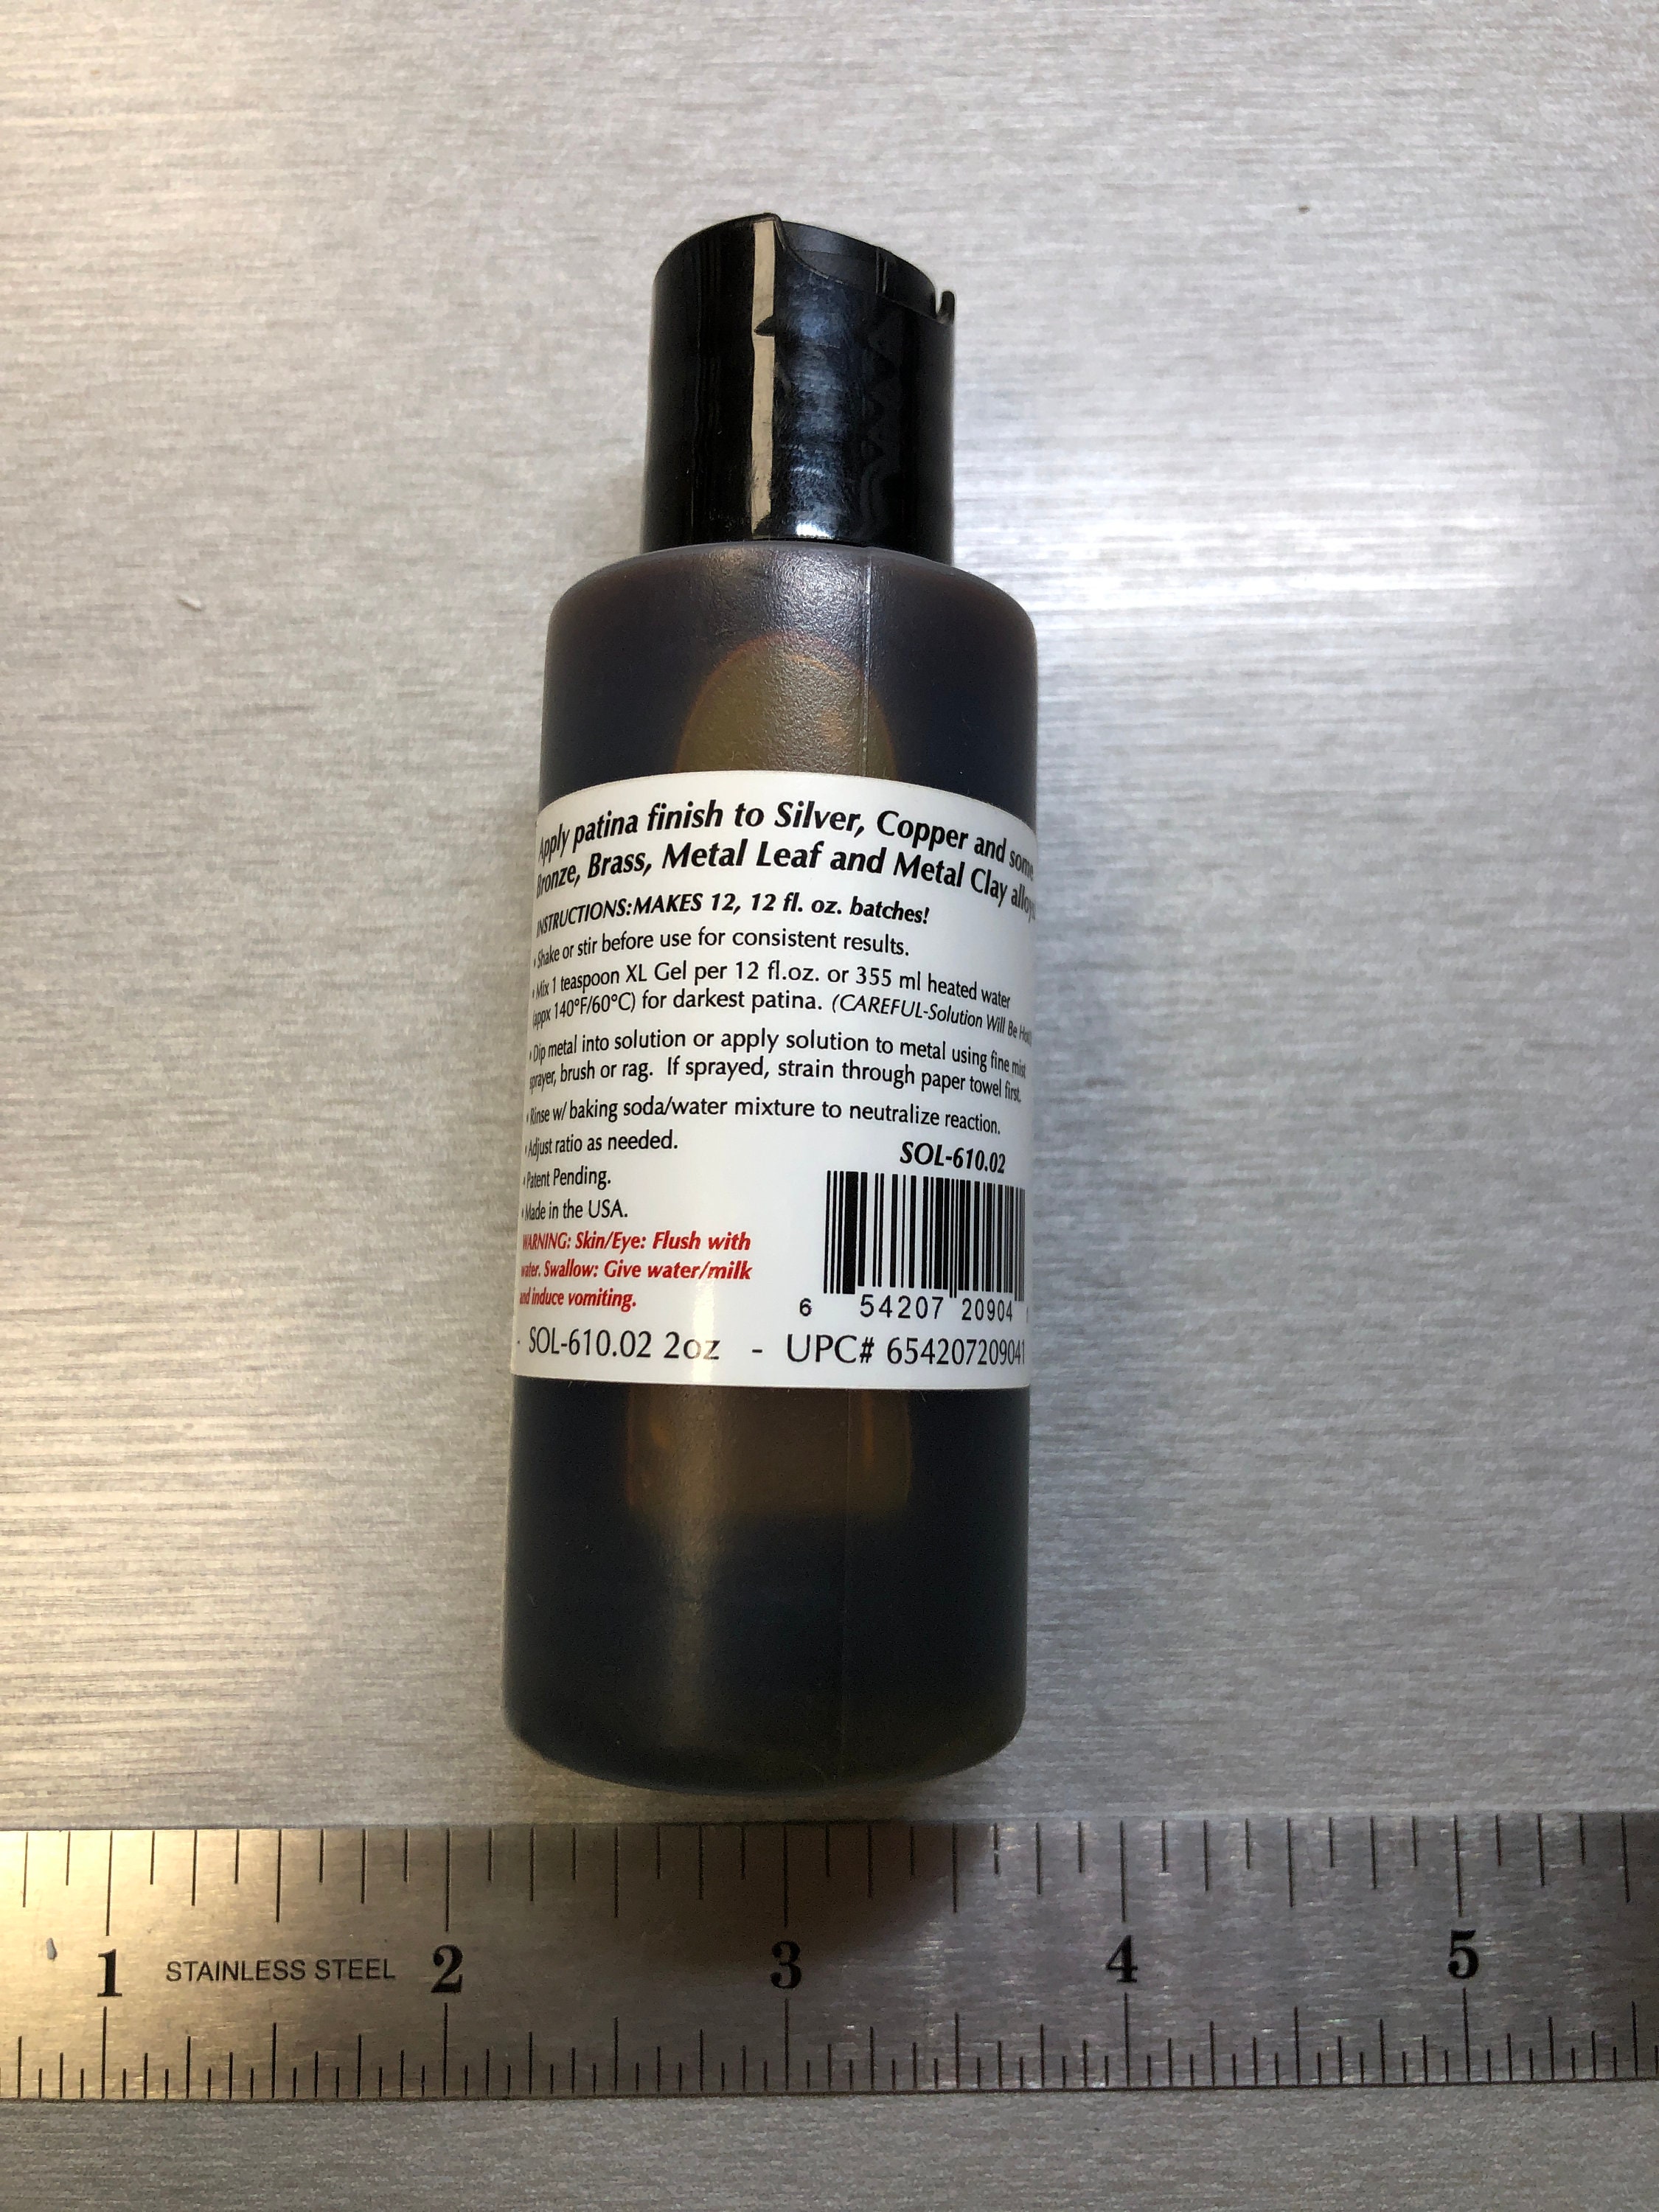 Apply patina finish to Silver, Copper and some
Bronze, Brass, Metal Leaf and Metal Clay alloys
INSTRUCTIONS:MAKES 12, 12 fl. oz. batches!
• Shake or stir before use for consistent results.
• Mix 1 teaspoon XL Gel per 12 fl.oz. or 355 ml heated water
(appx 140°F/60°C) for darkest patina. (CAREFUL-Solution Will Be Hot
• Dip metal into solution or apply solution to metal using fine mist
sprayer, brush or rag. If sprayed, strain through paper towel first.
• Rinse w/ baking soda/water mixture to neutralize reaction.
• Adjust ratio as needed.
• Patent Pending.
• Made in the USA.
SOL-610.02
WARNING: Skin/Eye: Flush with
water. Swallow: Give water/milk
and induce vomiting.
6 54207 20904
- SOL-610.02 2oz - UPC# 654207209041
1 STAINLESS STEEL 2 3 4 5